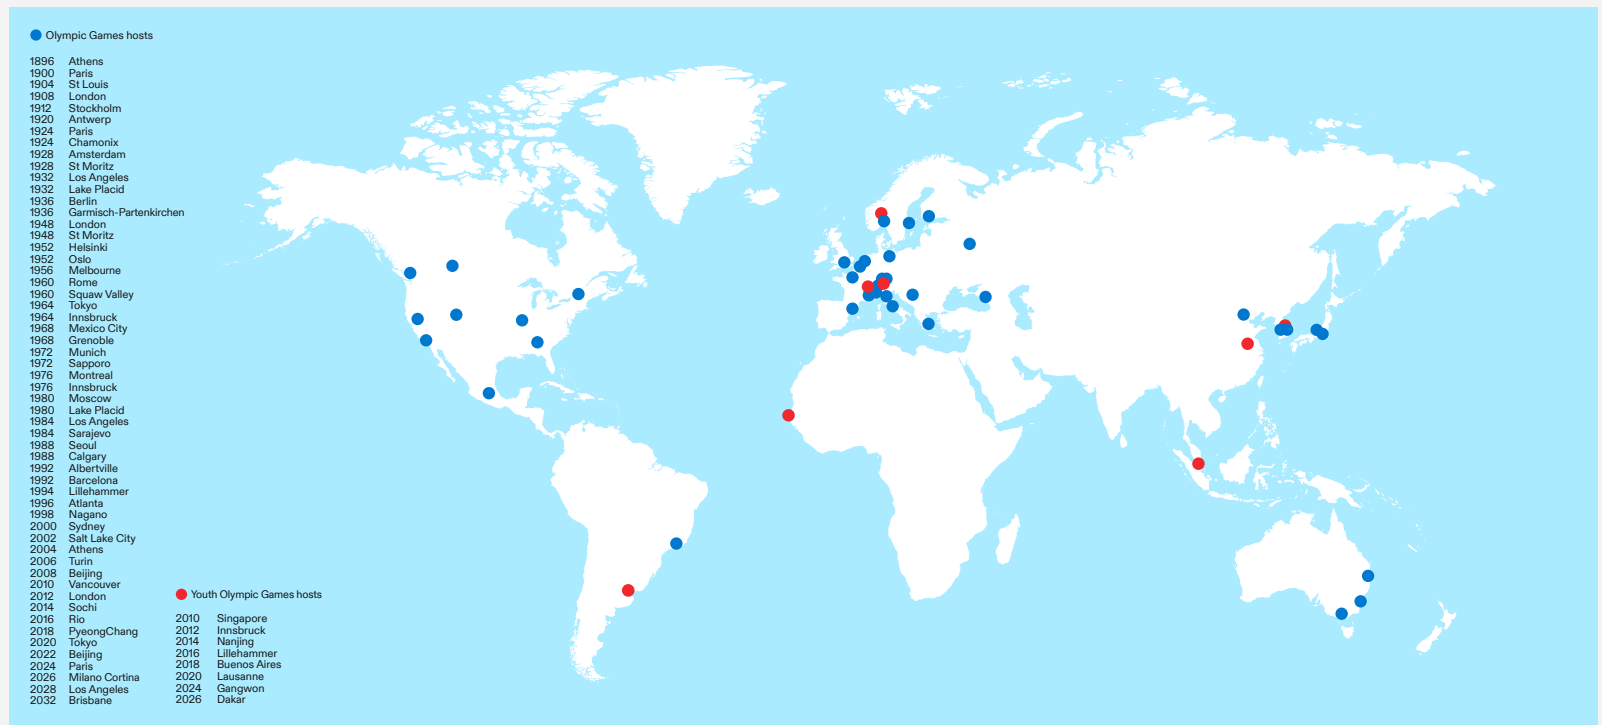 Olympic Games hosts
1896 Athens
1900 Paris
1904 St Louis
1908 London
1912 Stockholm
1920 Antwerp
1924 Paris
1924 Chamonix
1928 Amsterdam
1928 St Moritz
1932 Los Angeles
1932 Lake Placid
1936 Berlin
1936 Garmisch-Partenkirchen
1948 London
1948 St Moritz
1952 Helsinki
1952 Oslo
1956 Melbourne
1960 Rome
1960 Squaw Valley
1964 Tokyo
1964 Innsbruck
1968 Mexico City
1968 Grenoble
1972 Munich
1972 Sapporo
1976 Montreal
1976 Innsbruck
1980 Moscow
1980 Lake Placid
1984 Los Angeles
1984 Sarajevo
1988 Seoul
1988 Calgary
1992 Albertville
1992 Barcelona
1994 Lillehammer
1996 Atlanta
1998 Nagano
2000 Sydney
2002 Salt Lake City
2004 Athens
2006 Turin
2008 Beijing
2010 Vancouver
2012 London
2014 Sochi
2016 Rio
2018 PyeongChang
2020 Tokyo
2022 Beijing
2024 Paris
2026 Milano Cortina
2028 Los Angeles
2032 Brisbane
Youth Olympic Games hosts
2010 Singapore
2012 Innsbruck
2014 Nanjing
2016 Lillehammer
2018 Buenos Aires
2020 Lausanne
2024 Gangwon
2026 Dakar